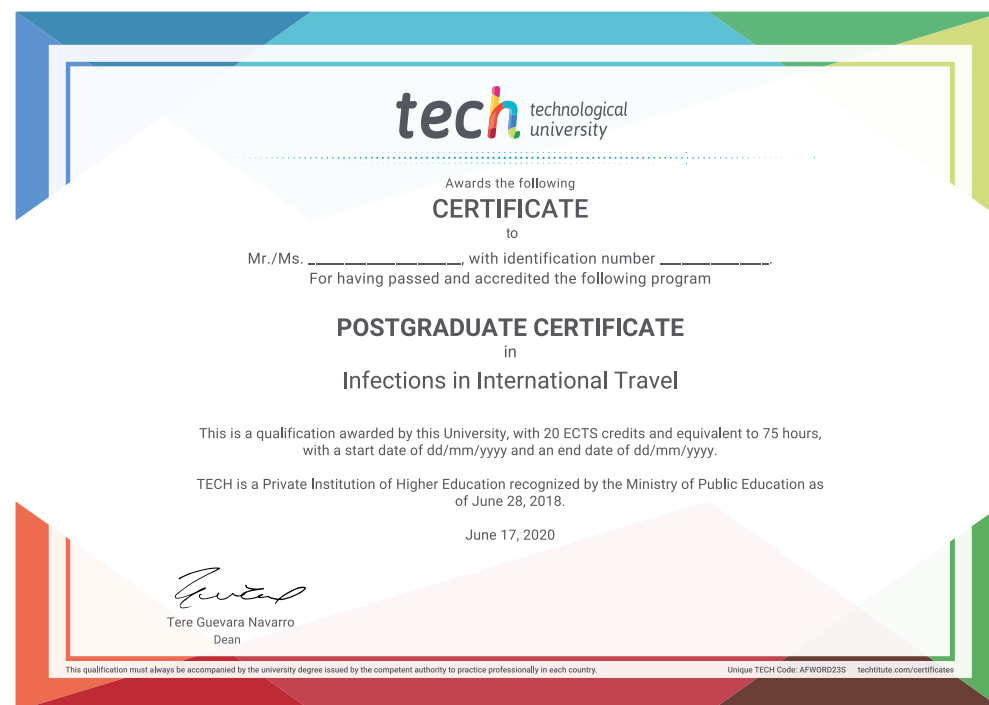 tech technological
university
Awards the following
CERTIFICATE
to
Mr./Ms. ____________________, with identification number ______________.
For having passed and accredited the following program
POSTGRADUATE CERTIFICATE
in
Infections in International Travel
This is a qualification awarded by this University, with 20 ECTS credits and equivalent to 75 hours,
with a start date of dd/mm/yyyy and an end date of dd/mm/yyyy.
TECH is a Private Institution of Higher Education recognized by the Ministry of Public Education as
of June 28, 2018.
June 17, 2020
Tere Guevara Navarro
Dean
This qualification must always be accompanied by the university degree issued by the competent authority to practice professionally in each country.
Unique TECH Code: AFWORD23S techtitute.com/certificates